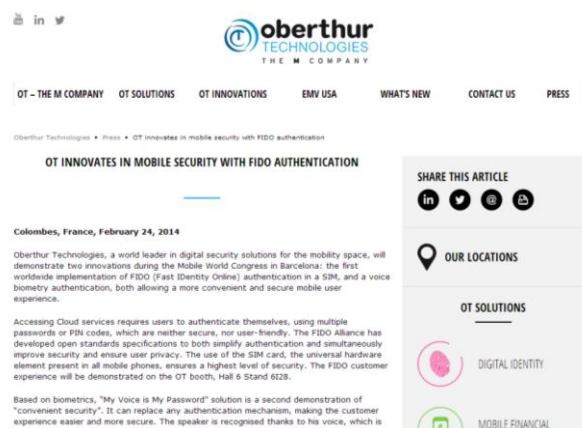 oberthur
TECHNOLOGIES
THE M COMPANY
OT – THE M COMPANY OT SOLUTIONS OT INNOVATIONS EMV USA WHAT'S NEW CONTACT US PRESS
Oberthur Technologies • Press • OT innovates in mobile security with FIDO authentication
OT INNOVATES IN MOBILE SECURITY WITH FIDO AUTHENTICATION
Colombes, France, February 24, 2014
Oberthur Technologies, a world leader in digital security solutions for the mobility space, will
demonstrate two innovations during the Mobile World Congress in Barcelona: the first
worldwide implementation of FIDO (Fast IDentity Online) authentication in a SIM, and a voice
biometry authentication, both allowing a more convenient and secure mobile user
experience.
Accessing Cloud services requires users to authenticate themselves, using multiple
passwords or PIN codes, which are neither secure, nor user-friendly. The FIDO Alliance has
developed open standards specifications to both simplify authentication and simultaneously
improve security and ensure user privacy. The use of the SIM card, the universal hardware
element present in all mobile phones, ensures a highest level of security. The FIDO customer
experience will be demonstrated on the OT booth, Hall 6 Stand 6I28.
Based on biometrics, "My Voice is My Password" solution is a second demonstration of
"convenient security". It can replace any authentication mechanism, making the customer
experience easier and more secure. The speaker is recognised thanks to his voice, which is
SHARE THIS ARTICLE
OUR LOCATIONS
OT SOLUTIONS
DIGITAL IDENTITY
MOBILE FINANCIAL